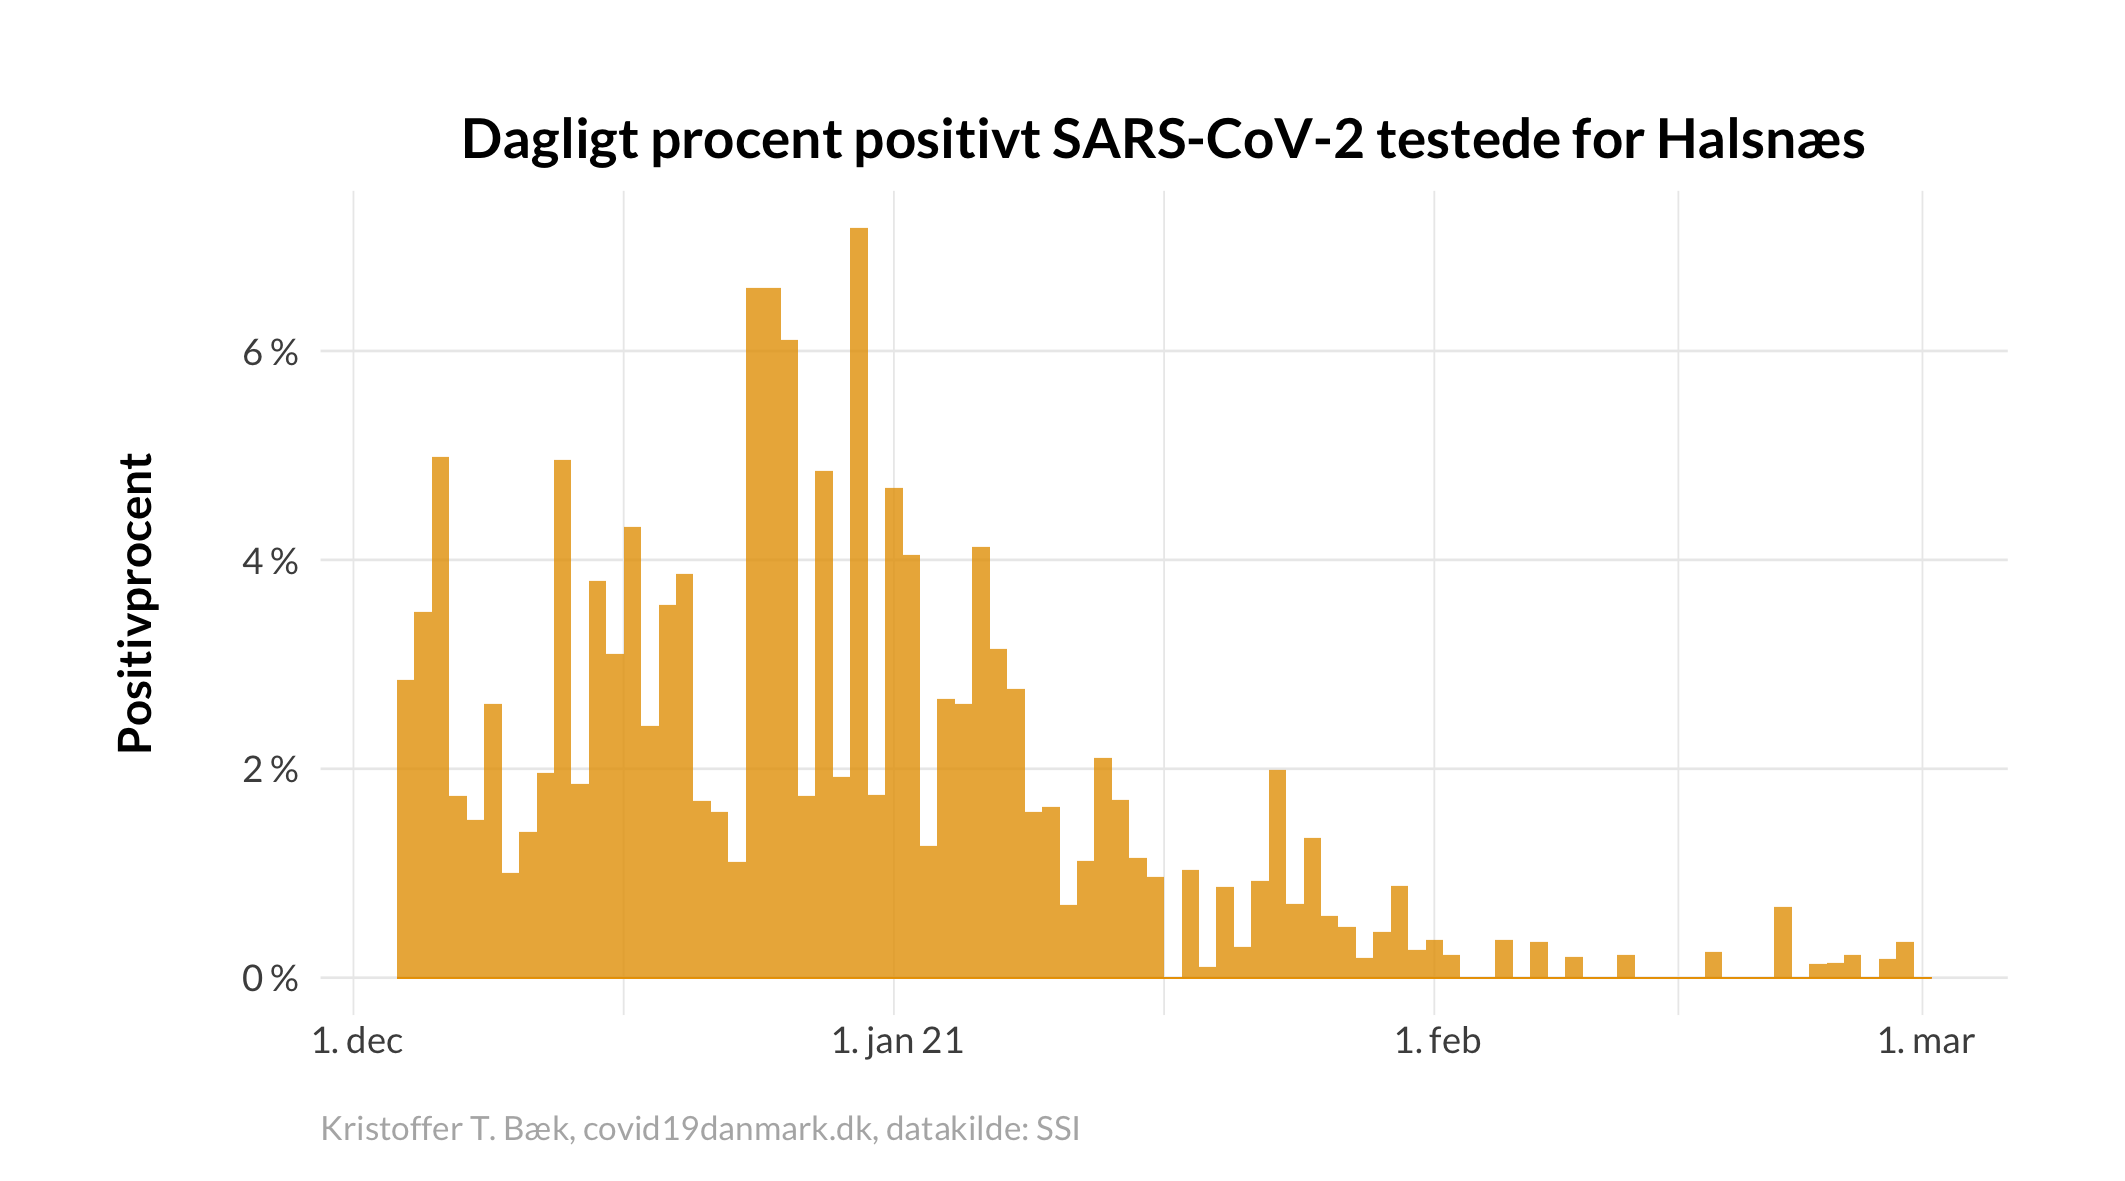 Dagligt procent positivt SARS-CoV-2 testede for Halsnæs
Positivprocent
6 %
4 %
2 %
0 %
1. dec
1. jan 21
1. feb
1. mar
Kristoffer T. Bæk, covid19danmark.dk, datakilde: SSI